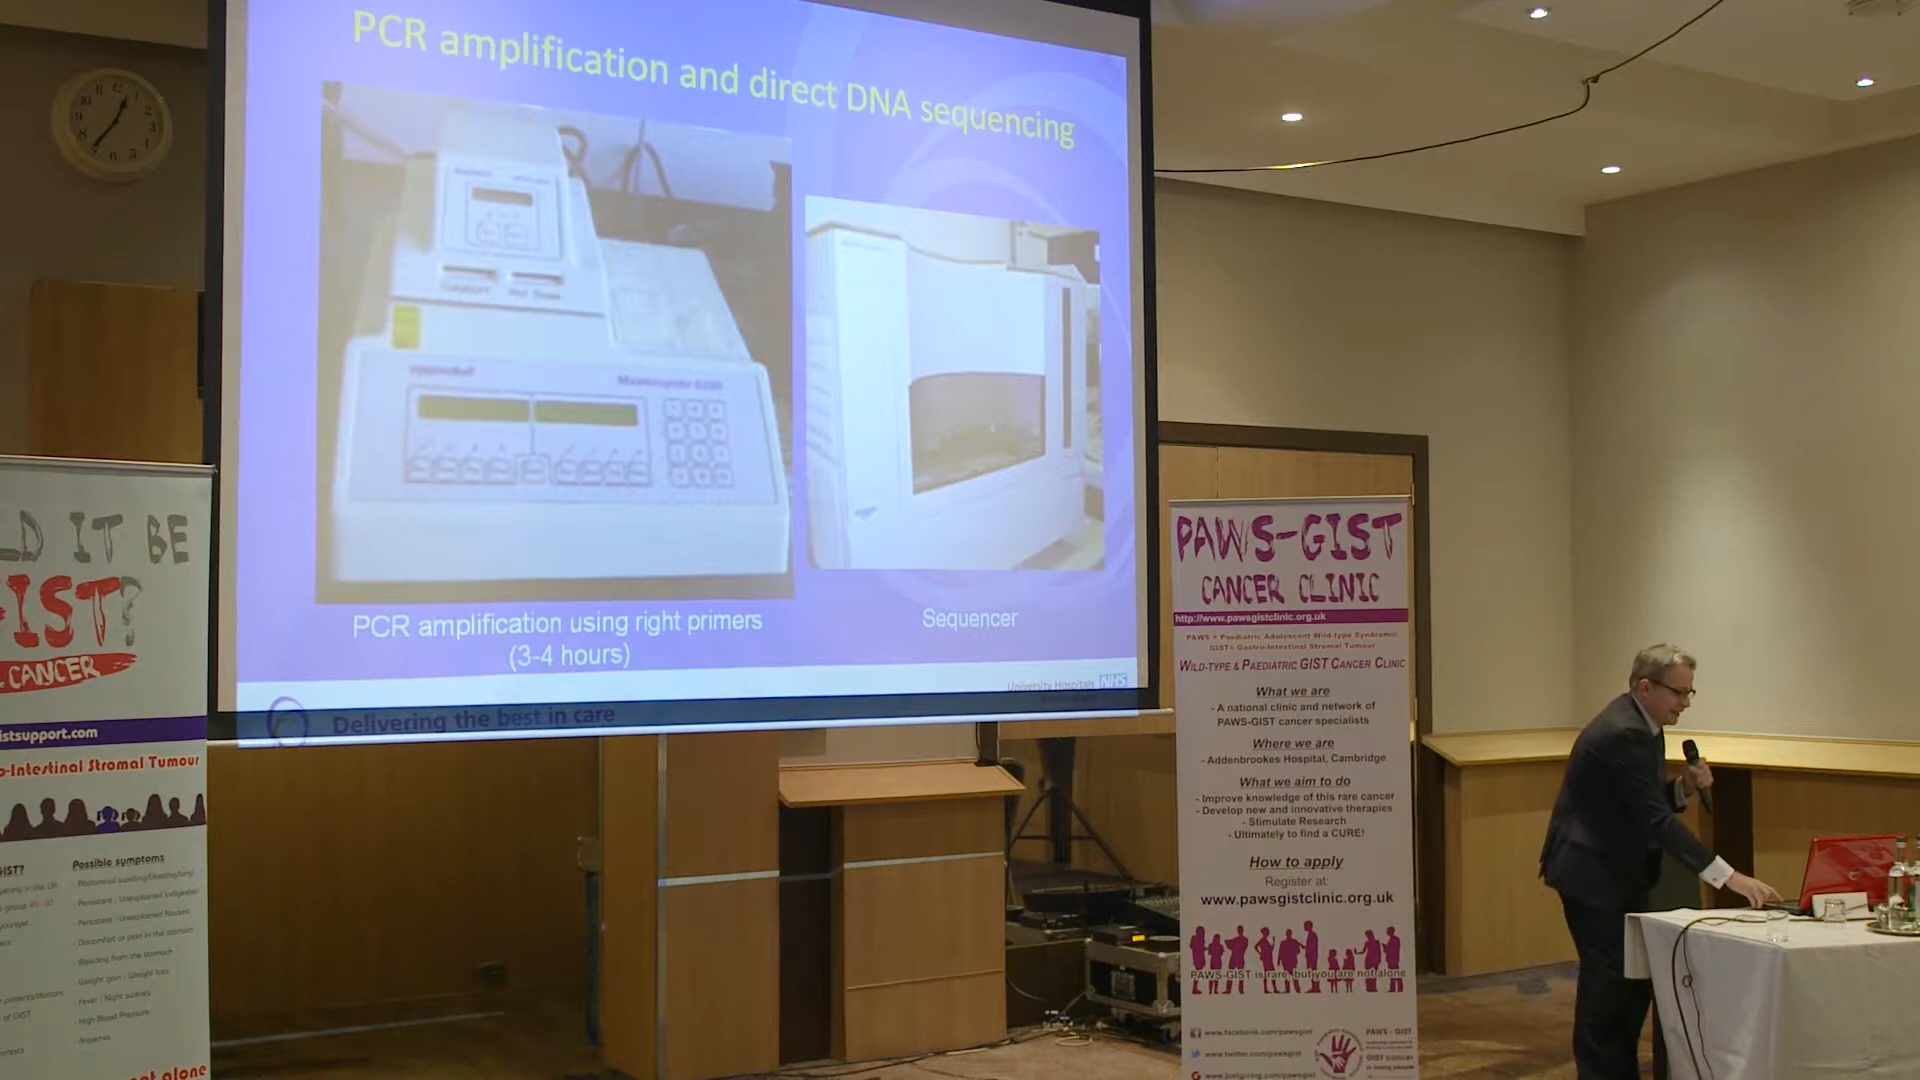 PCR amplification and direct DNA sequencing
PCR amplification using right primers
(3-4 hours)
Sequencer
University Hospitals NHS
Delivering the best in care
12
LD IT BE
GIST?
CANCER
istsupport.com
o-Intestinal Stromal Tumour
GIST?
Possible symptoms
- Persistent / Unexplained Indigestion
- Persistent / Unexplained Nausea
- Discomfort or pain in the stomach
- Bleeding from the stomach
- Weight gain / Weight loss
- Fever / Night sweats
- High Blood Pressure
- Anaemia
not alone
PAWS-GIST
CANCER CLINIC
http://www.pawsgistclinic.org.uk
PAWS = Paediatric Adolescent Wild-type Syndromic
GIST= Gastro-Intestinal Stromal Tumour
WILD-TYPE & PAEDIATRIC GIST CANCER CLINIC
What we are
- A national clinic and network of
PAWS-GIST cancer specialists
Where we are
- Addenbrookes Hospital, Cambridge
What we aim to do
- Improve knowledge of this rare cancer
- Develop new and innovative therapies
- Stimulate Research
- Ultimately to find a CURE!
How to apply
Register at:
www.pawsgistclinic.org.uk
PAWS-GIST is rare, but you are not alone
www.facebook.com/pawsgist
www.twitter.com/pawsgist
www.justgiving.com/pawsgist
PAWS - GIST
GIST cancer
in young people